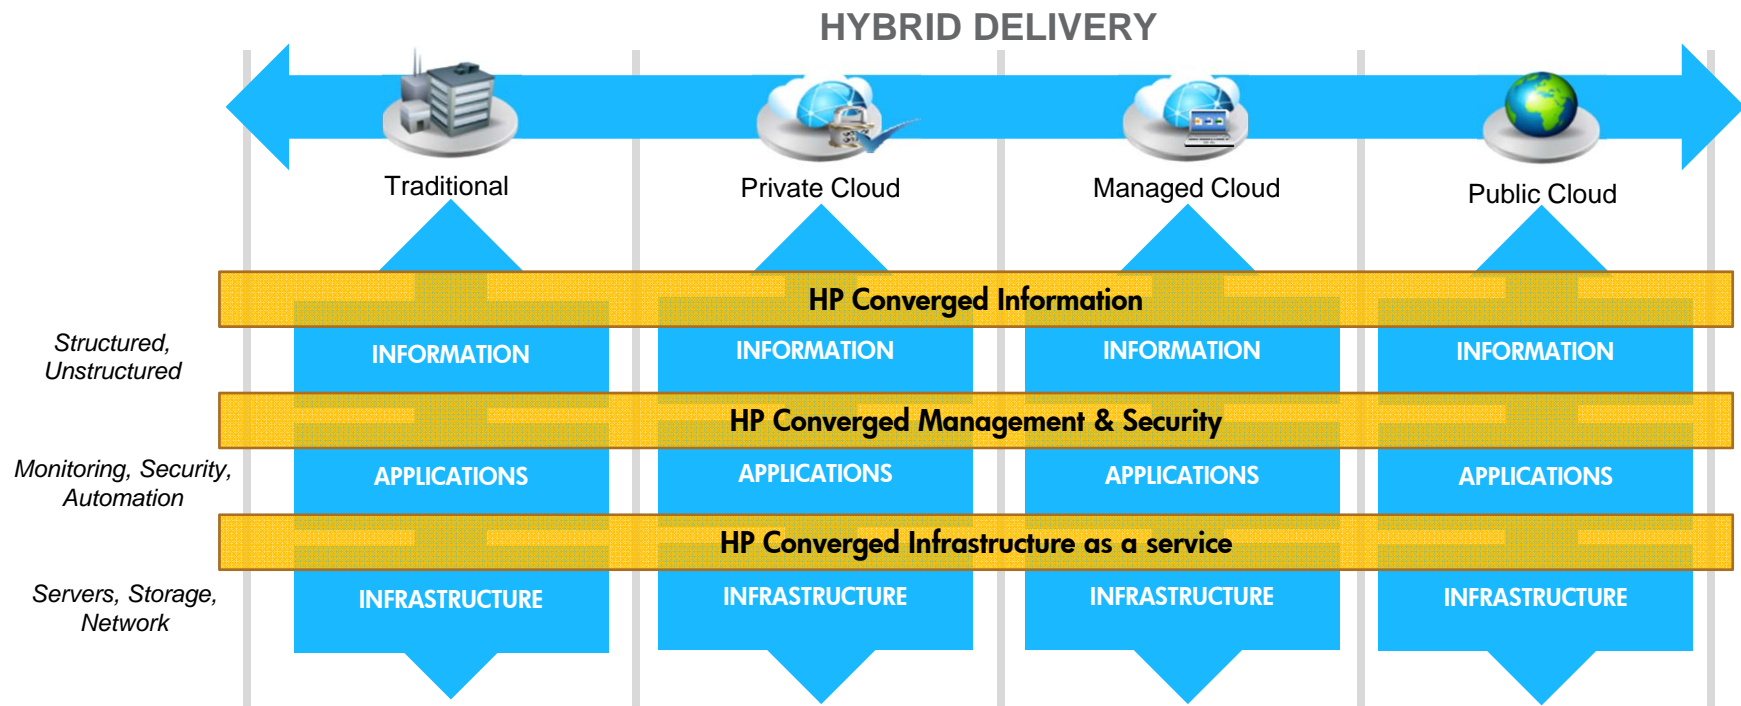 HYBRID DELIVERY
Traditional
Private Cloud
Managed Cloud
Public Cloud
HP Converged Information
Structured,
Unstructured
INFORMATION
INFORMATION
INFORMATION
INFORMATION
HP Converged Management & Security
Monitoring, Security,
Automation
APPLICATIONS
APPLICATIONS
APPLICATIONS
APPLICATIONS
HP Converged Infrastructure as a service
Servers, Storage,
Network
INFRASTRUCTURE
INFRASTRUCTURE
INFRASTRUCTURE
INFRASTRUCTURE